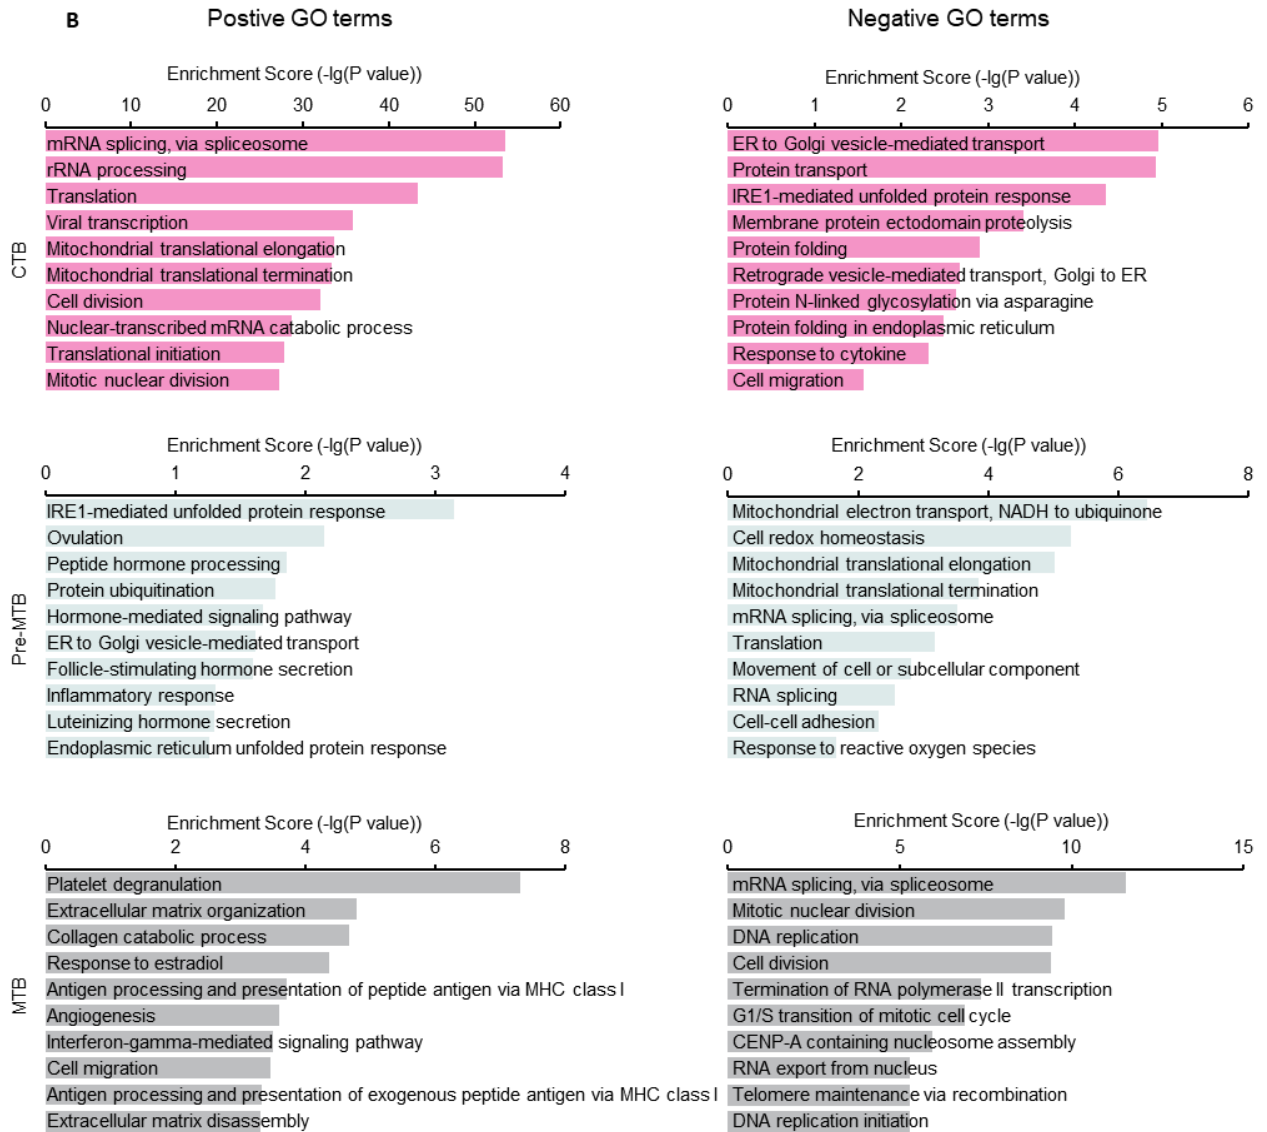 B
Postive GO terms
Negative GO terms
CTB
Enrichment Score (-lg(P value))
0 10 20 30 40 50 60
mRNA splicing, via spliceosome
rRNA processing
Translation
Viral transcription
Mitochondrial translational elongation
Mitochondrial translational termination
Cell division
Nuclear-transcribed mRNA catabolic process
Translational initiation
Mitotic nuclear division
Enrichment Score (-lg(P value))
0 1 2 3 4 5 6
ER to Golgi vesicle-mediated transport
Protein transport
IRE1-mediated unfolded protein response
Membrane protein ectodomain proteolysis
Protein folding
Retrograde vesicle-mediated transport, Golgi to ER
Protein N-linked glycosylation via asparagine
Protein folding in endoplasmic reticulum
Response to cytokine
Cell migration
Pre-MTB
Enrichment Score (-lg(P value))
0 1 2 3 4
IRE1-mediated unfolded protein response
Ovulation
Peptide hormone processing
Protein ubiquitination
Hormone-mediated signaling pathway
ER to Golgi vesicle-mediated transport
Follicle-stimulating hormone secretion
Inflammatory response
Luteinizing hormone secretion
Endoplasmic reticulum unfolded protein response
Enrichment Score (-lg(P value))
0 2 4 6 8
Mitochondrial electron transport, NADH to ubiquinone
Cell redox homeostasis
Mitochondrial translational elongation
Mitochondrial translational termination
mRNA splicing, via spliceosome
Translation
Movement of cell or subcellular component
RNA splicing
Cell-cell adhesion
Response to reactive oxygen species
MTB
Enrichment Score (-lg(P value))
0 2 4 6 8
Platelet degranulation
Extracellular matrix organization
Collagen catabolic process
Response to estradiol
Antigen processing and presentation of peptide antigen via MHC class I
Angiogenesis
Interferon-gamma-mediated signaling pathway
Cell migration
Antigen processing and presentation of exogenous peptide antigen via MHC class I
Extracellular matrix disassembly
Enrichment Score (-lg(P value))
0 5 10 15
mRNA splicing, via spliceosome
Mitotic nuclear division
DNA replication
Cell division
Termination of RNA polymerase II transcription
G1/S transition of mitotic cell cycle
CENP-A containing nucleosome assembly
RNA export from nucleus
Telomere maintenance via recombination
DNA replication initiation